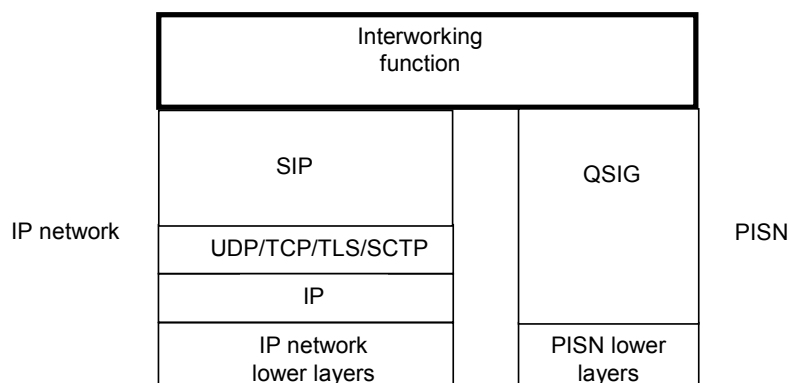 Interworking
function
SIP
QSIG
IP network
PISN
UDP/TCP/TLS/SCTP
IP
IP network
lower layers
PISN lower
layers